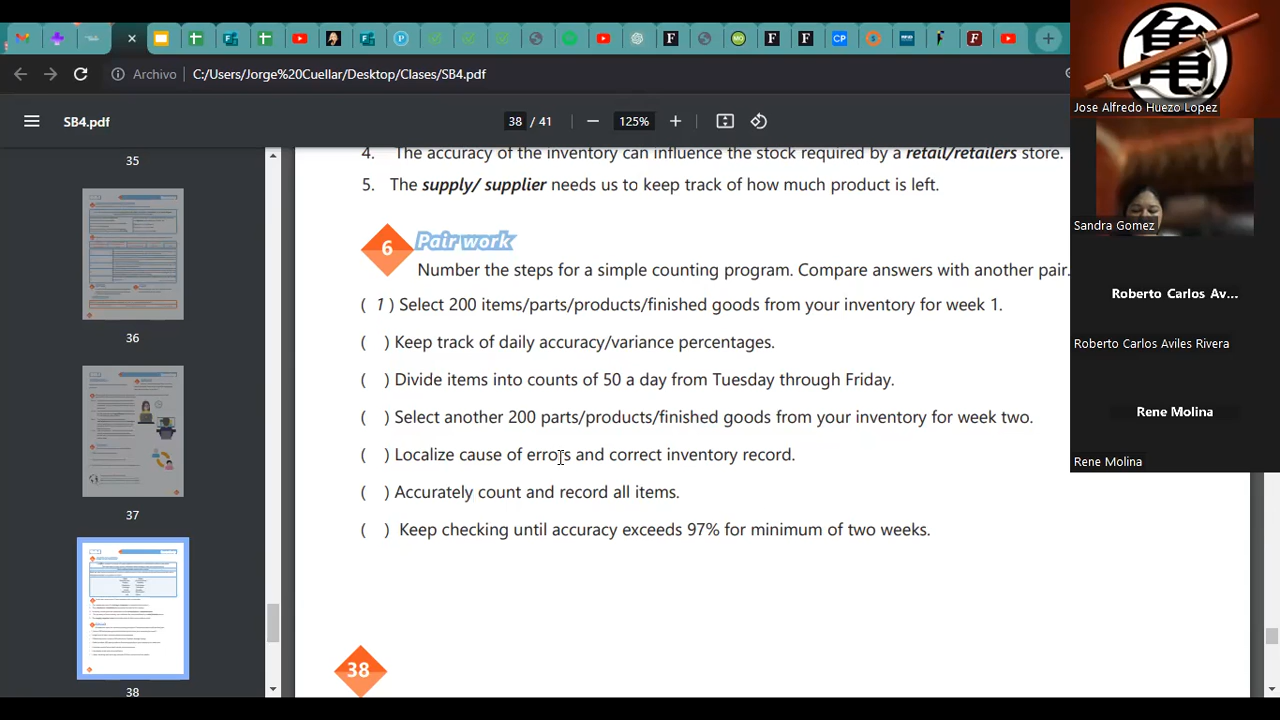 Archivo
C:/Users/Jorge%20Cuellar/Desktop/Clases/SB4.pdf
SB4.pdf
38 / 41
125%
35
36
37
38
4. The accuracy of the inventory can influence the stock required by a retail/retailers store.
5. The supply/ supplier needs us to keep track of how much product is left.
6
Pair work
Number the steps for a simple counting program. Compare answers with another pair.
( 1 ) Select 200 items/parts/products/finished goods from your inventory for week 1.
( ) Keep track of daily accuracy/variance percentages.
( ) Divide items into counts of 50 a day from Tuesday through Friday.
( ) Select another 200 parts/products/finished goods from your inventory for week two.
( ) Localize cause of errors and correct inventory record.
( ) Accurately count and record all items.
( ) Keep checking until accuracy exceeds 97% for minimum of two weeks.
38
亀
Jose Alfredo Huezo Lopez
Sandra Gomez
Roberto Carlos Av...
Roberto Carlos Aviles Rivera
Rene Molina
Rene Molina